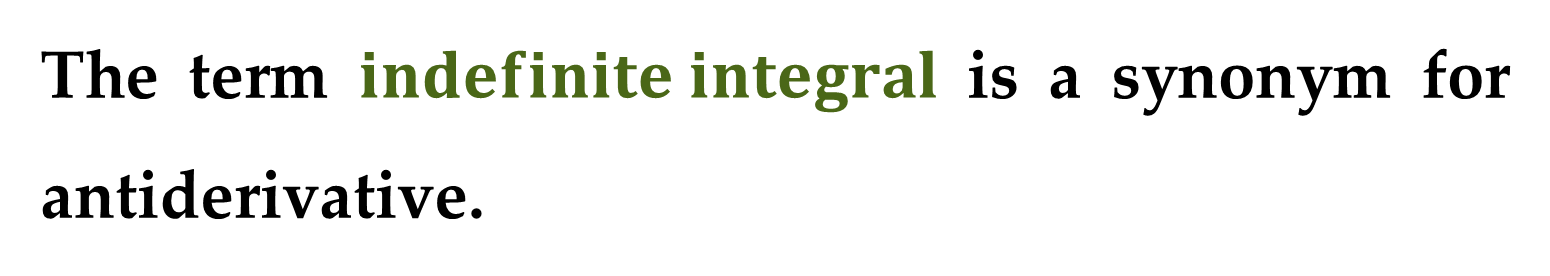 The term indefinite integral is a synonym for
antiderivative.